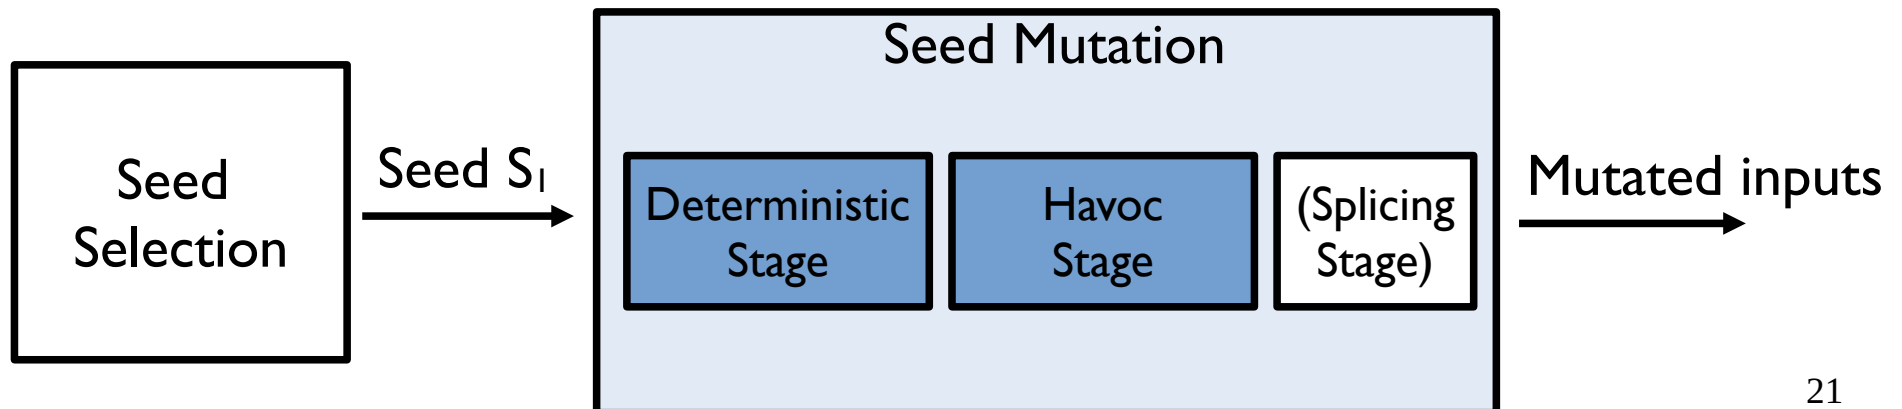 Seed
Selection
Seed S₁
Seed Mutation
Deterministic
Stage
Havoc
Stage
(Splicing
Stage)
Mutated inputs
21